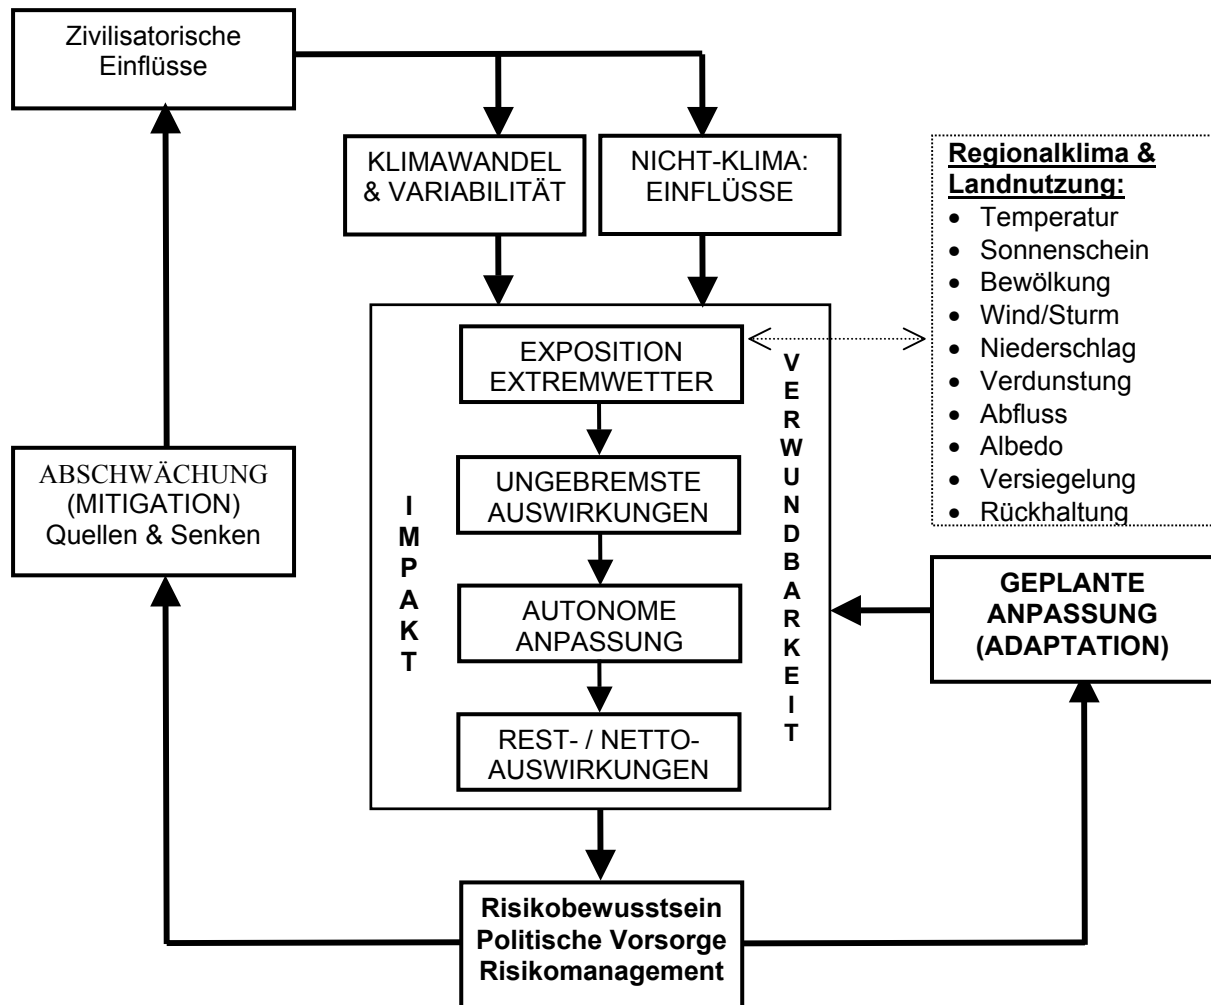 Zivilisatorische
Einflüsse
KLIMAWANDEL
& VARIABILITÄT
NICHT-KLIMA:
EINFLÜSSE
Regionalklima &
Landnutzung:
• Temperatur
• Sonnenschein
• Bewölkung
• Wind/Sturm
• Niederschlag
• Verdunstung
• Abfluss
• Albedo
• Versiegelung
• Rückhaltung
EXPOSITION
EXTREMWETTER
UNGEBREMSTE
AUSWIRKUNGEN
AUTONOME
ANPASSUNG
REST- / NETTO-
AUSWIRKUNGEN
IMPAKT
VERWUNDBARKEIT
ABSCHWÄCHUNG
(MITIGATION)
Quellen & Senken
GEPLANTE
ANPASSUNG
(ADAPTATION)
Risikobewusstsein
Politische Vorsorge
Risikomanagement